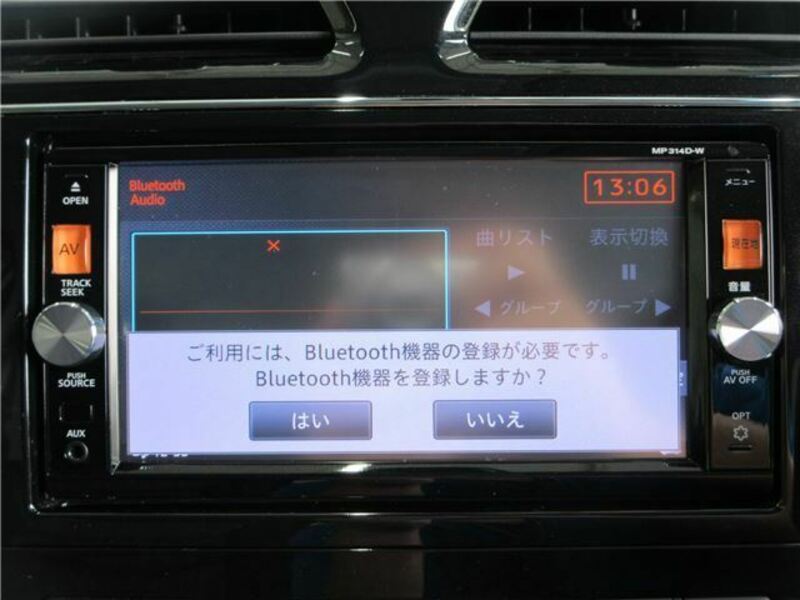 MP314D-W
OPEN
AV
TRACK
SEEK
PUSH
SOURCE
AUX
Bluetooth
Audio
13:06
曲リスト 表示切換
グループ グループ
ご利用には、Bluetooth機器の登録が必要です。
Bluetooth機器を登録しますか？
はい いいえ
メニュー
現在地
音量
PUSH
AV OFF
OPT